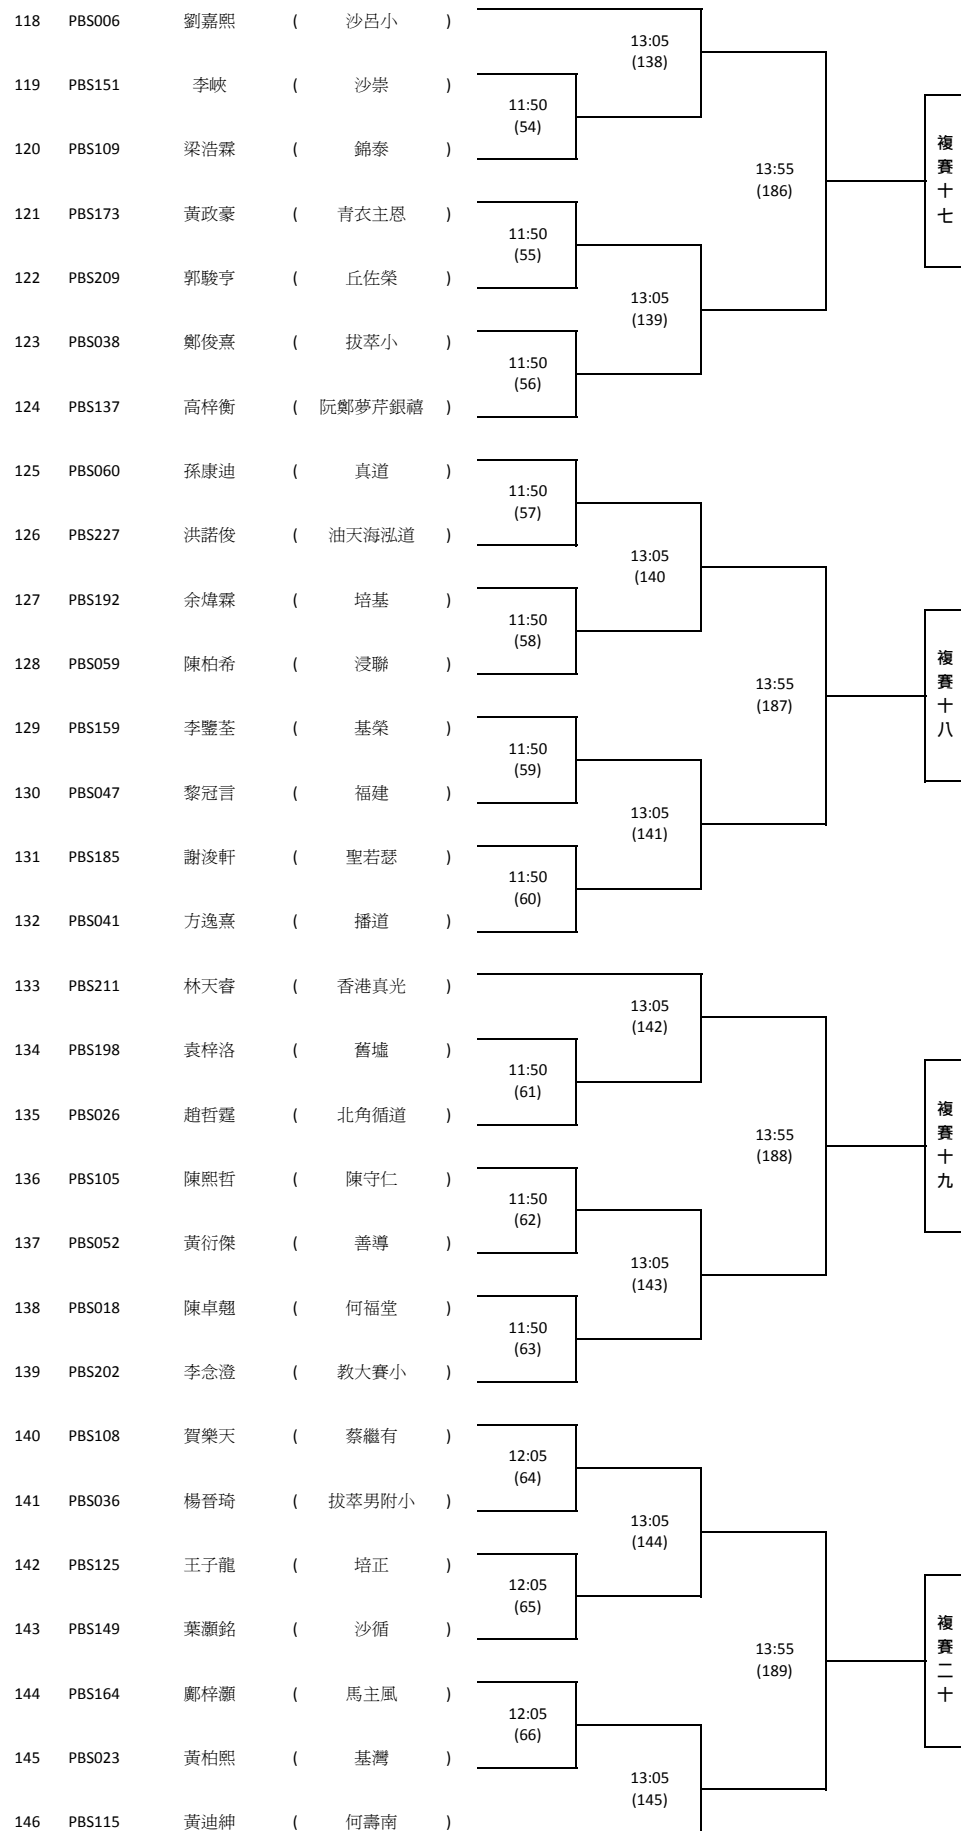 118 PBS006 劉嘉熙 ( 沙呂小 )
13:05
(138)
119 PBS151 李峽 ( 沙崇 )
11:50
(54)
120 PBS109 梁浩霖 ( 錦泰 )
13:55
(186)
複賽十七
121 PBS173 黃政豪 ( 青衣主恩 )
11:50
(55)
122 PBS209 郭駿亨 ( 丘佐榮 )
13:05
(139)
123 PBS038 鄭俊熹 ( 拔萃小 )
11:50
(56)
124 PBS137 高梓衡 ( 阮鄭夢芹銀禧 )
125 PBS060 孫康迪 ( 真道 )
11:50
(57)
126 PBS227 洪諾俊 ( 油天海泓道 )
13:05
(140
127 PBS192 余煒霖 ( 培基 )
11:50
(58)
128 PBS059 陳柏希 ( 浸聯 )
13:55
(187)
複賽十八
129 PBS159 李鑒荃 ( 基榮 )
11:50
(59)
130 PBS047 黎冠言 ( 福建 )
13:05
(141)
131 PBS185 謝浚軒 ( 聖若瑟 )
11:50
(60)
132 PBS041 方逸熹 ( 播道 )
133 PBS211 林天睿 ( 香港真光 )
13:05
(142)
134 PBS198 袁梓洛 ( 舊墟 )
11:50
(61)
135 PBS026 趙哲霆 ( 北角循道 )
13:55
(188)
複賽十九
136 PBS105 陳熙哲 ( 陳守仁 )
11:50
(62)
137 PBS052 黃衍傑 ( 善導 )
13:05
(143)
138 PBS018 陳卓翹 ( 何福堂 )
11:50
(63)
139 PBS202 李念澄 ( 教大賽小 )
140 PBS108 賀樂天 ( 蔡繼有 )
12:05
(64)
141 PBS036 楊晉琦 ( 拔萃男附小 )
13:05
(144)
142 PBS125 王子龍 ( 培正 )
12:05
(65)
143 PBS149 葉灝銘 ( 沙循 )
13:55
(189)
複賽二十
144 PBS164 鄺梓灝 ( 馬主風 )
12:05
(66)
145 PBS023 黃柏熙 ( 基灣 )
13:05
(145)
146 PBS115 黃迪紳 ( 何壽南 )